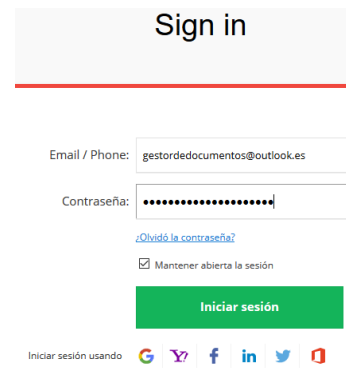 Sign in
Email / Phone: gestordedocumentos@outlook.es
Contraseña: •••••••••••••••••••••
¿Olvidó la contraseña?
Mantener abierta la sesión
Iniciar sesión
Iniciar sesión usando